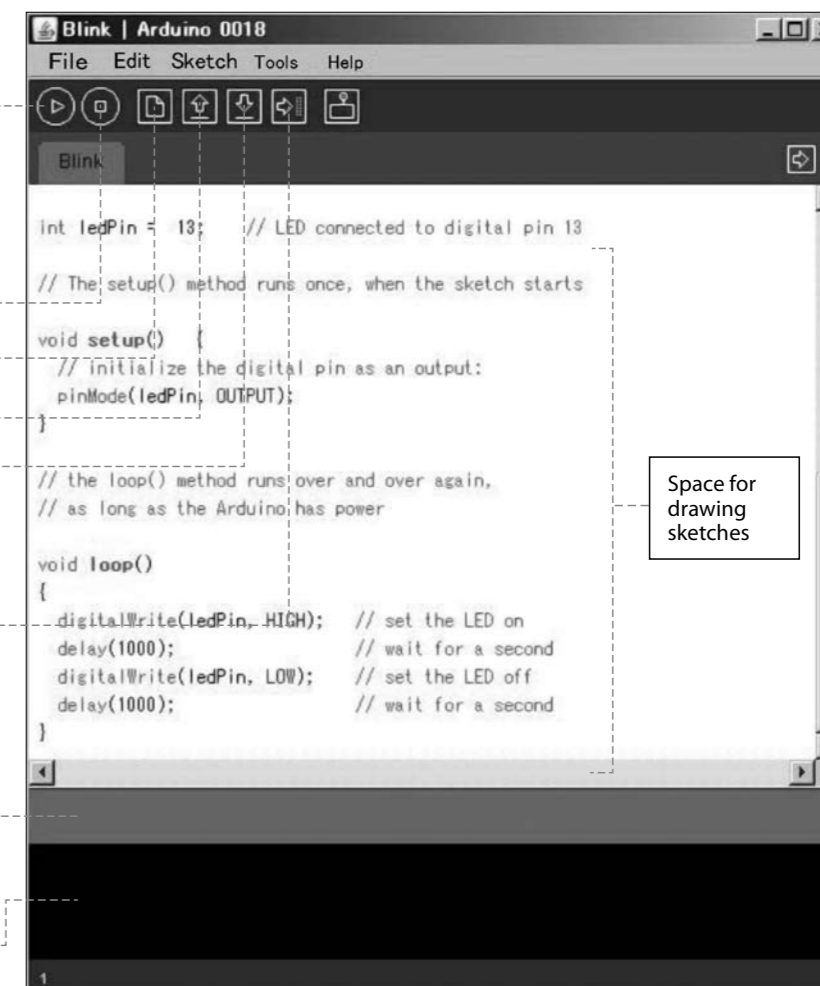 Blink | Arduino 0018
File Edit Sketch Tools Help
Blink
int ledPin = 13; // LED connected to digital pin 13
// The setup() method runs once, when the sketch starts
void setup() {
// initialize the digital pin as an output:
pinMode(ledPin, OUTPUT);
}
// the loop() method runs over and over again,
// as long as the Arduino has power
void loop()
{
digitalWrite(ledPin, HIGH); // set the LED on
delay(1000); // wait for a second
digitalWrite(ledPin, LOW); // set the LED off
delay(1000); // wait for a second
}
Space for
drawing
sketches
1